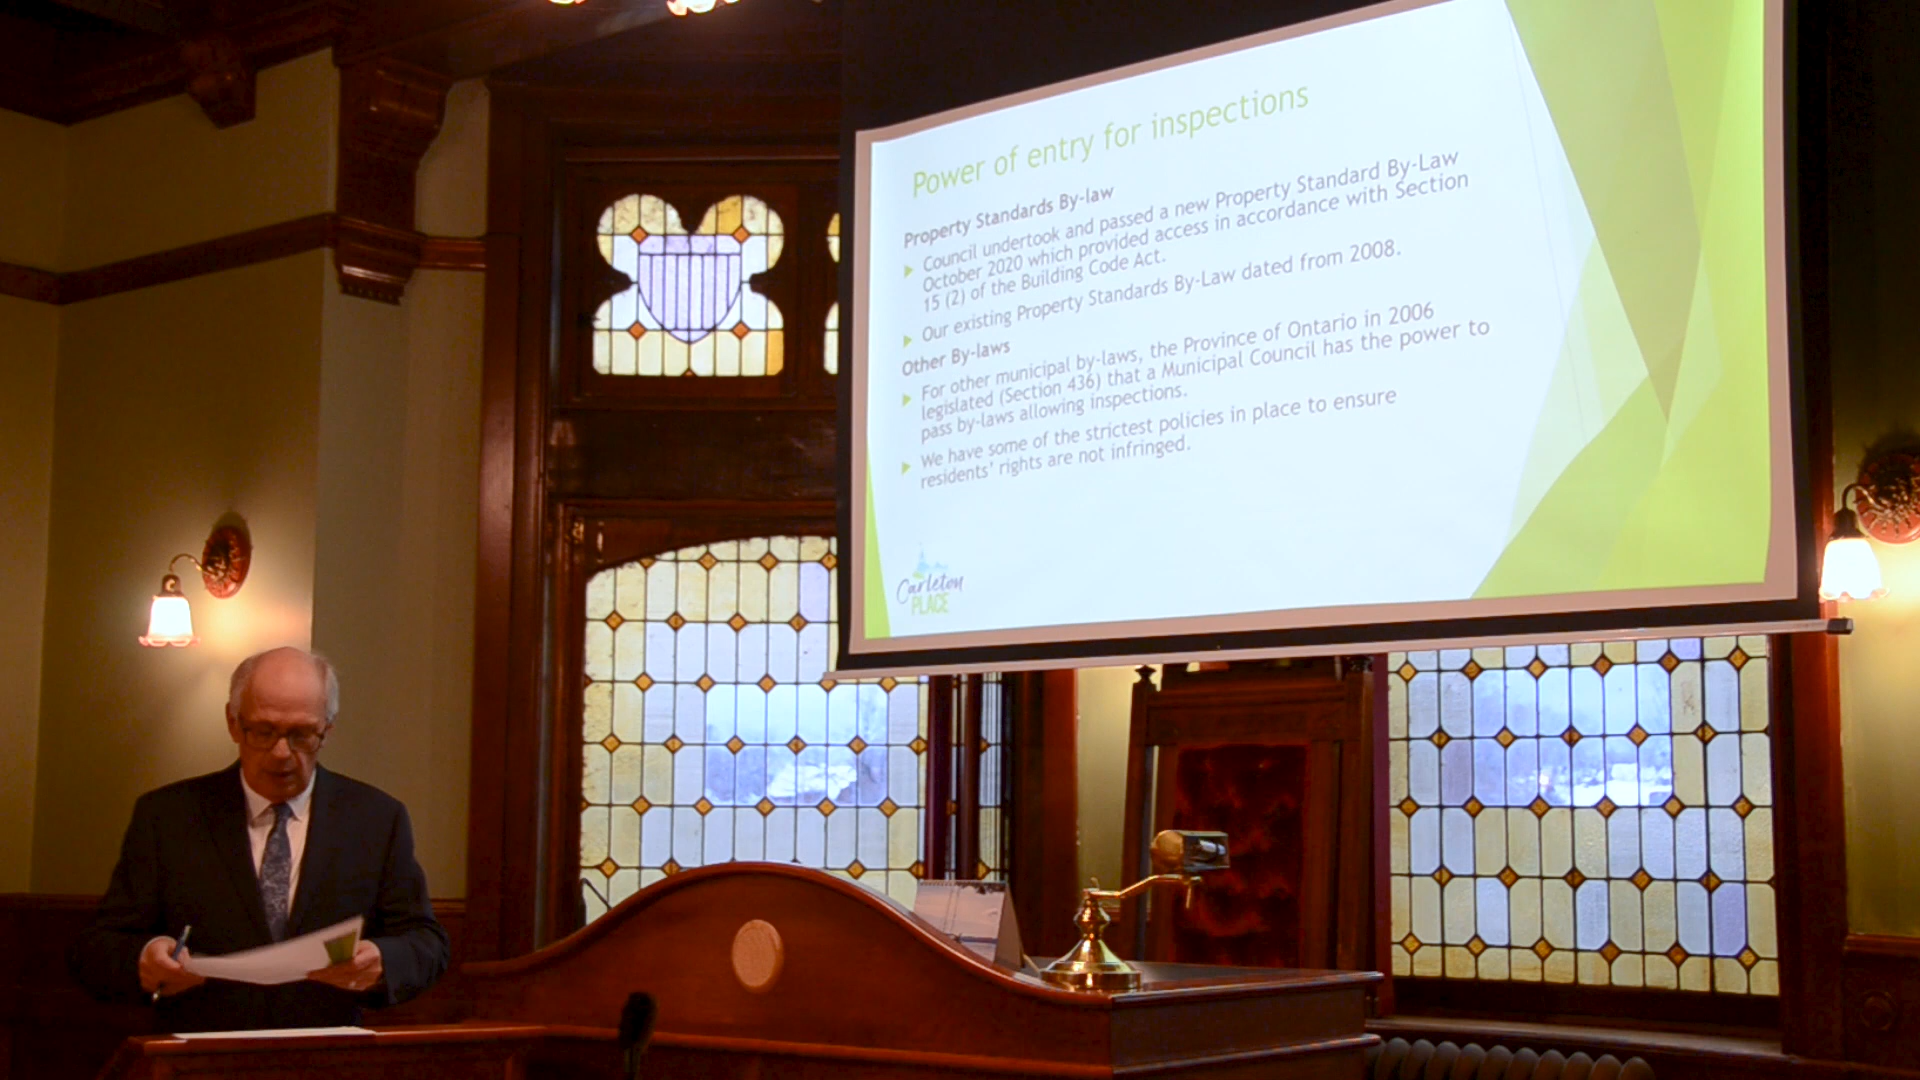 Power of entry for inspections
Property Standards By-law
Council undertook and passed a new Property Standard By-Law
October 2020 which provided access in accordance with Section
15 (2) of the Building Code Act.
Our existing Property Standards By-Law dated from 2008.
Other By-laws
For other municipal by-laws, the Province of Ontario in 2006
legislated (Section 436) that a Municipal Council has the power to
pass by-laws allowing inspections.
We have some of the strictest policies in place to ensure
residents' rights are not infringed.
Carleton
PLACE